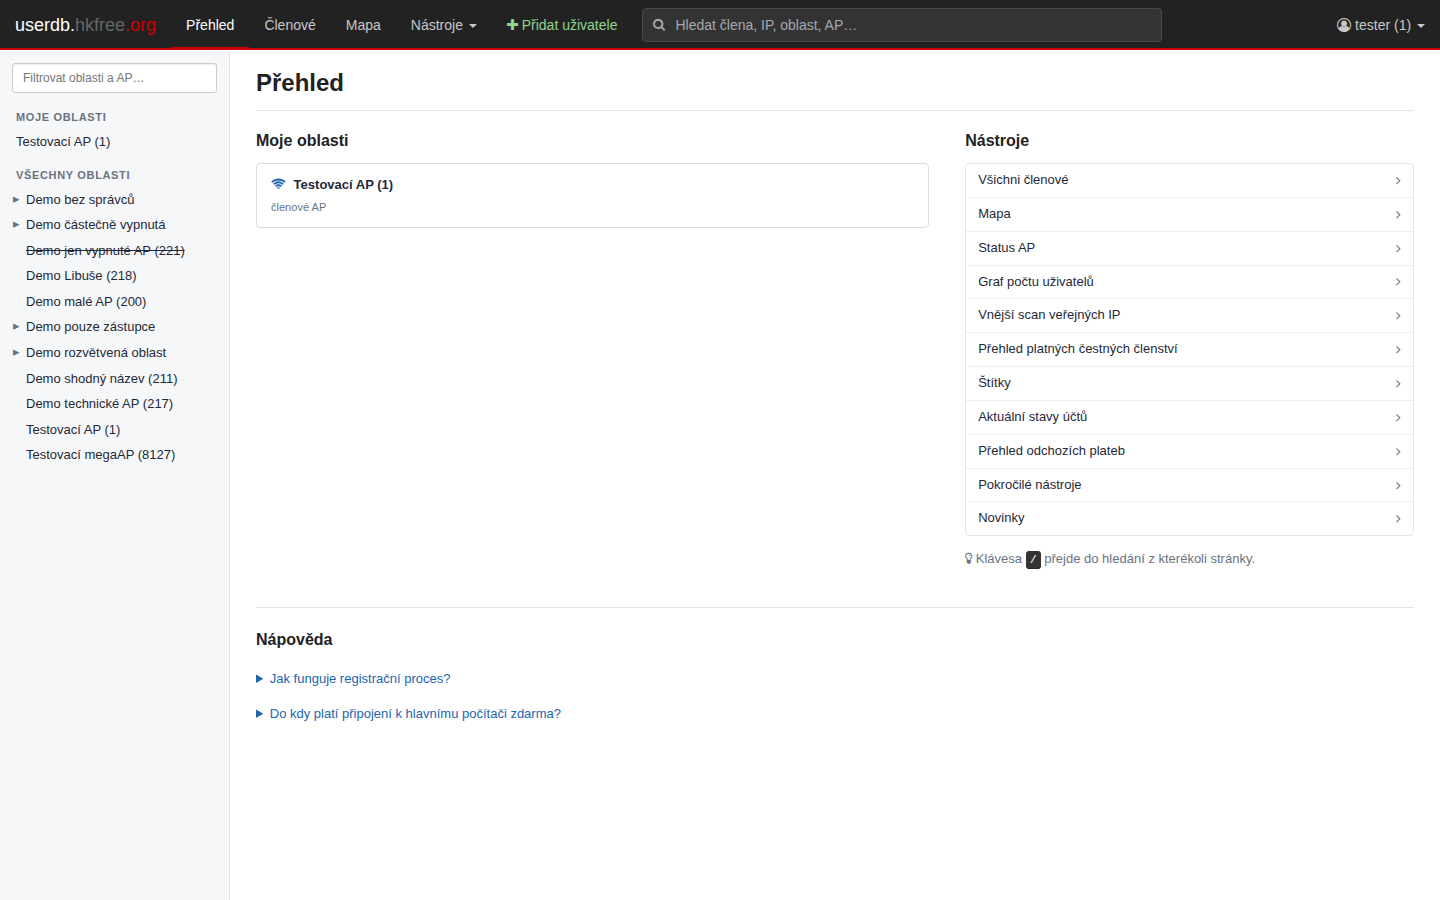 userdb.hkfree.org
Přehled
Členové
Mapa
Nástroje
Přidat uživatele
Hledat člena, IP, oblast, AP…
tester (1)
Filtrovat oblasti a AP…
MOJE OBLASTI
Testovací AP (1)
VŠECHNY OBLASTI
Demo bez správců
Demo částečně vypnutá
Demo jen vypnuté AP (221)
Demo Libuše (218)
Demo malé AP (200)
Demo pouze zástupce
Demo rozvětvená oblast
Demo shodný název (211)
Demo technické AP (217)
Testovací AP (1)
Testovací megaAP (8127)
Přehled
Moje oblasti
Testovací AP (1)
členové AP
Nástroje
Všichni členové
Mapa
Status AP
Graf počtu uživatelů
Vnější scan veřejných IP
Přehled platných čestných členství
Štítky
Aktuální stavy účtů
Přehled odchozích plateb
Pokročilé nástroje
Novinky
Klávesa / přejde do hledání z kterékoli stránky.
Nápověda
Jak funguje registrační proces?
Do kdy platí připojení k hlavnímu počítači zdarma?